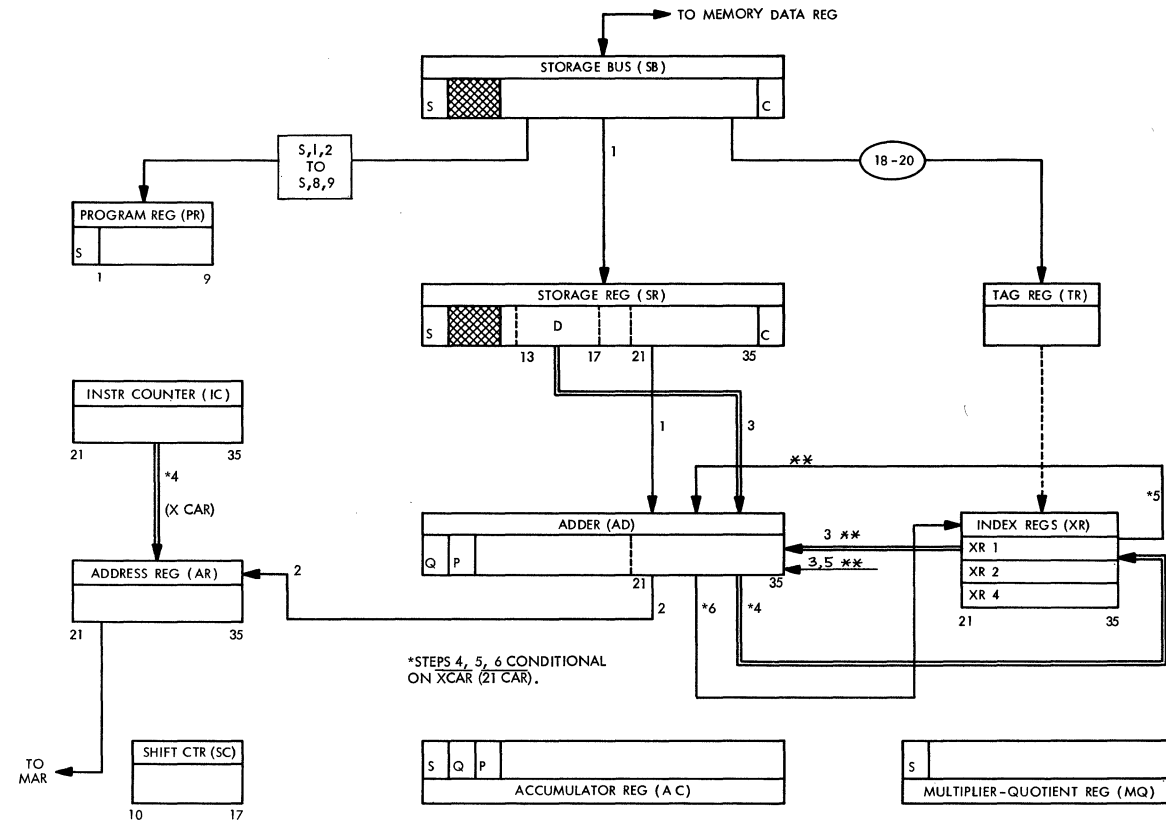 TO MEMORY DATA REG
STORAGE BUS (SB)
S
C
S,1,2
TO
S,8,9
1
18-20
PROGRAM REG (PR)
S
1
9
STORAGE REG (SR)
S
D
C
13
17
21
35
TAG REG (TR)
INSTR COUNTER (IC)
21
35
1
3
**
*5
*4
(X CAR)
ADDER (AD)
Q
P
21
35
3 **
3,5 **
INDEX REGS (XR)
XR 1
XR 2
XR 4
21
35
ADDRESS REG (AR)
21
35
2
2
*6
*4
*STEPS 4, 5, 6 CONDITIONAL
ON XCAR (21 CAR).
TO
MAR
SHIFT CTR (SC)
10
17
S
Q
P
ACCUMULATOR REG (AC)
S
MULTIPLIER-QUOTIENT REG (MQ)